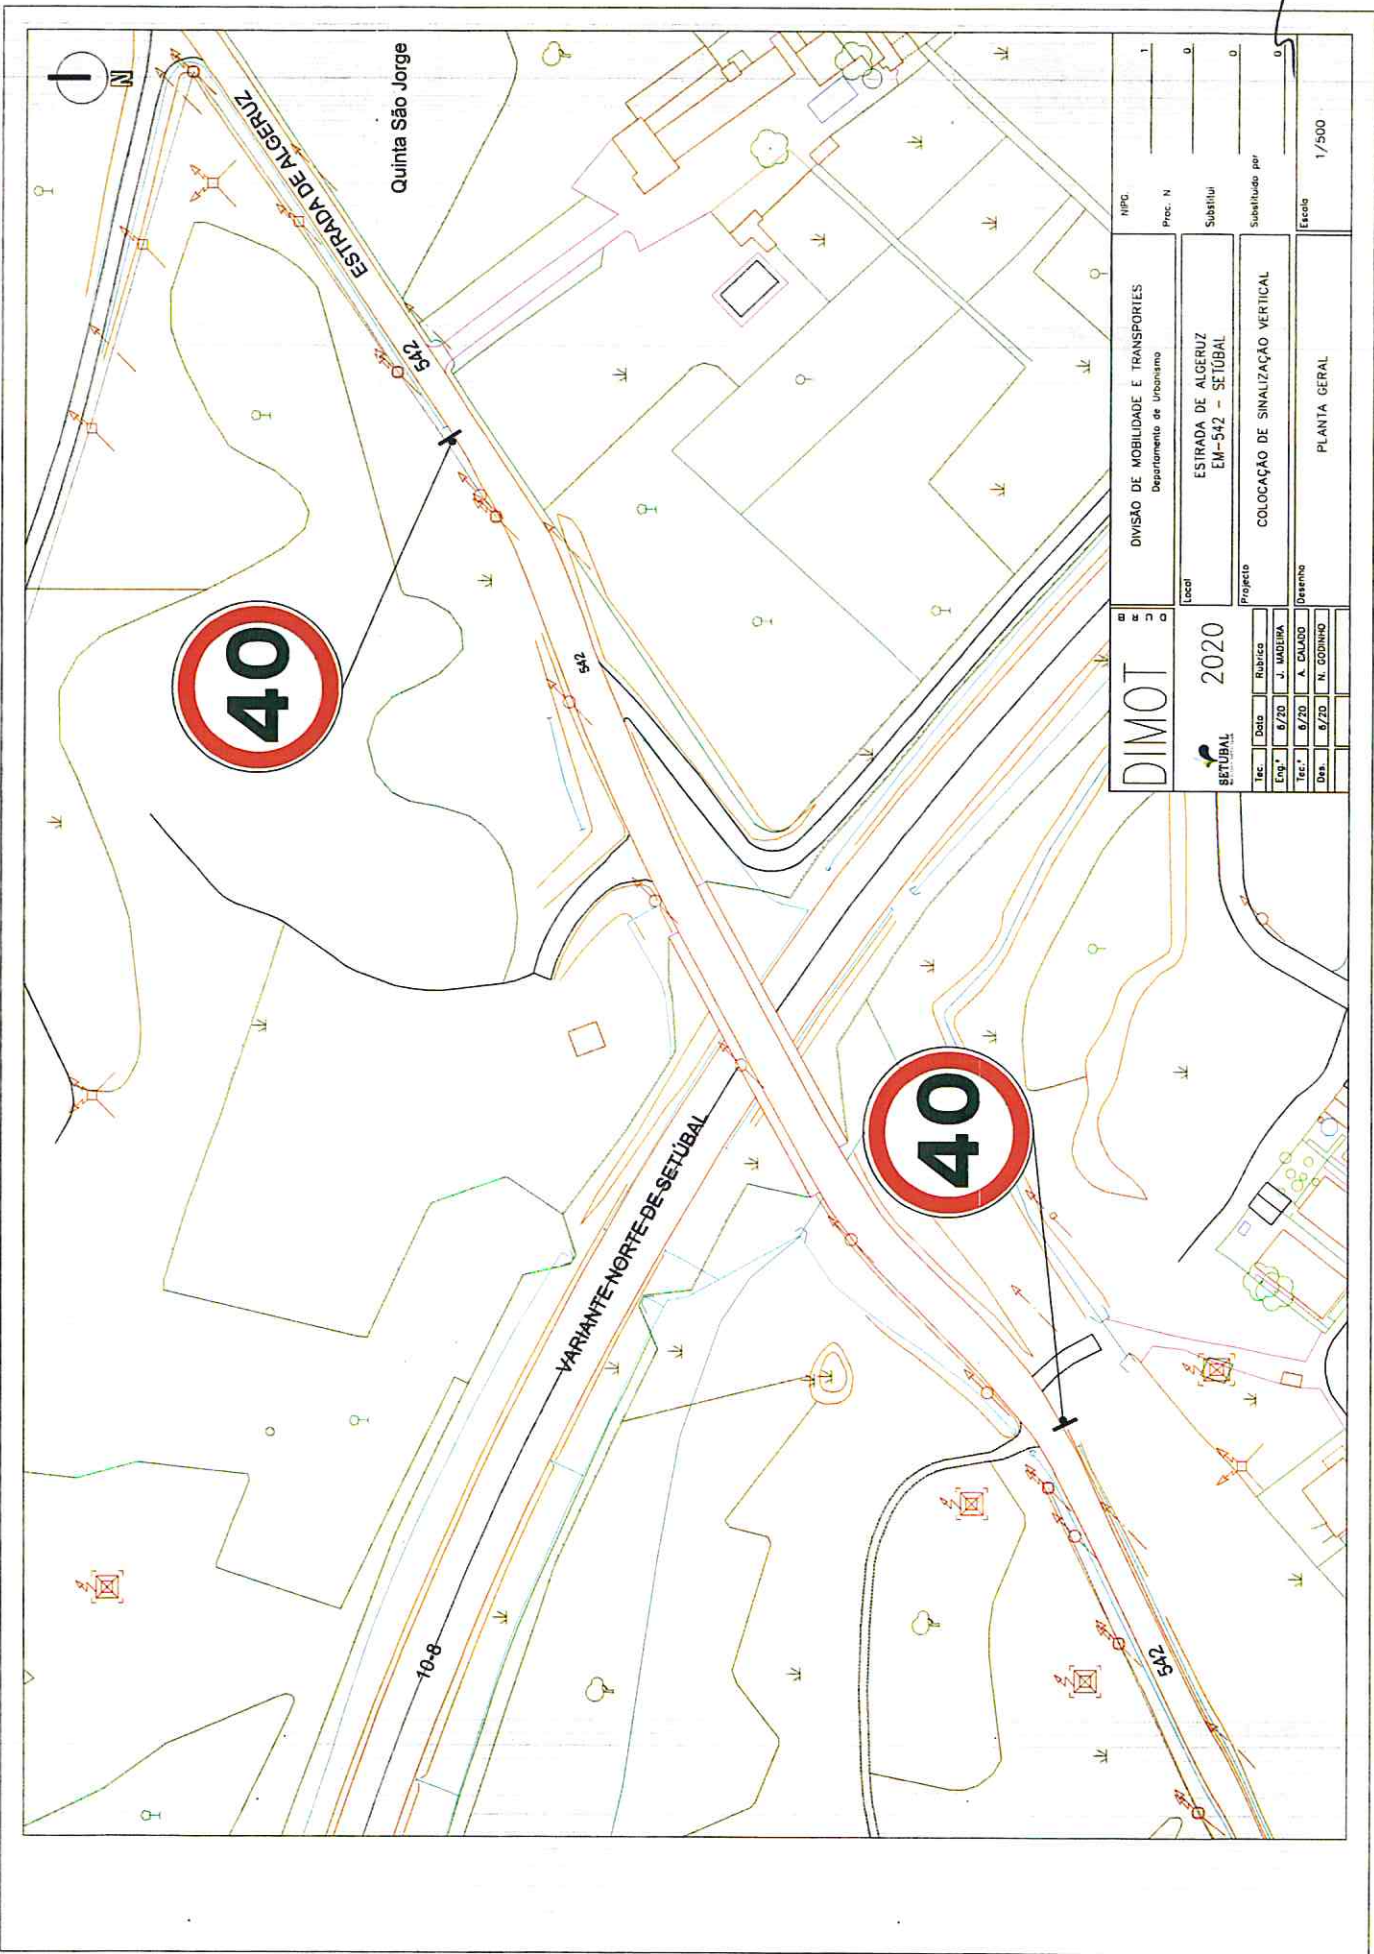 N
ESTRADA DE ALGERUZ
Quinta São Jorge
542
40
542
VARIANTE NORTE DE SETÚBAL
40
10-8
542
DIMOT
DIVISÃO DE MOBILIDADE E TRANSPORTES
Departamento de Urbanismo
NIPG.
1
Proc. N
SETÚBAL
2020
Local
ESTRADA DE ALGERUZ
EM-542 - SETÚBAL
0
Substitui
0
Substituido por
0
Tec. Data Rubrica
Eng.º 6/20 J. MADEIRA
Tec.º 6/20 A. CALADO
Des. 6/20 N. GODINHO
Projecto
COLOCAÇÃO DE SINALIZAÇÃO VERTICAL
Desenho
PLANTA GERAL
Escala
1/500